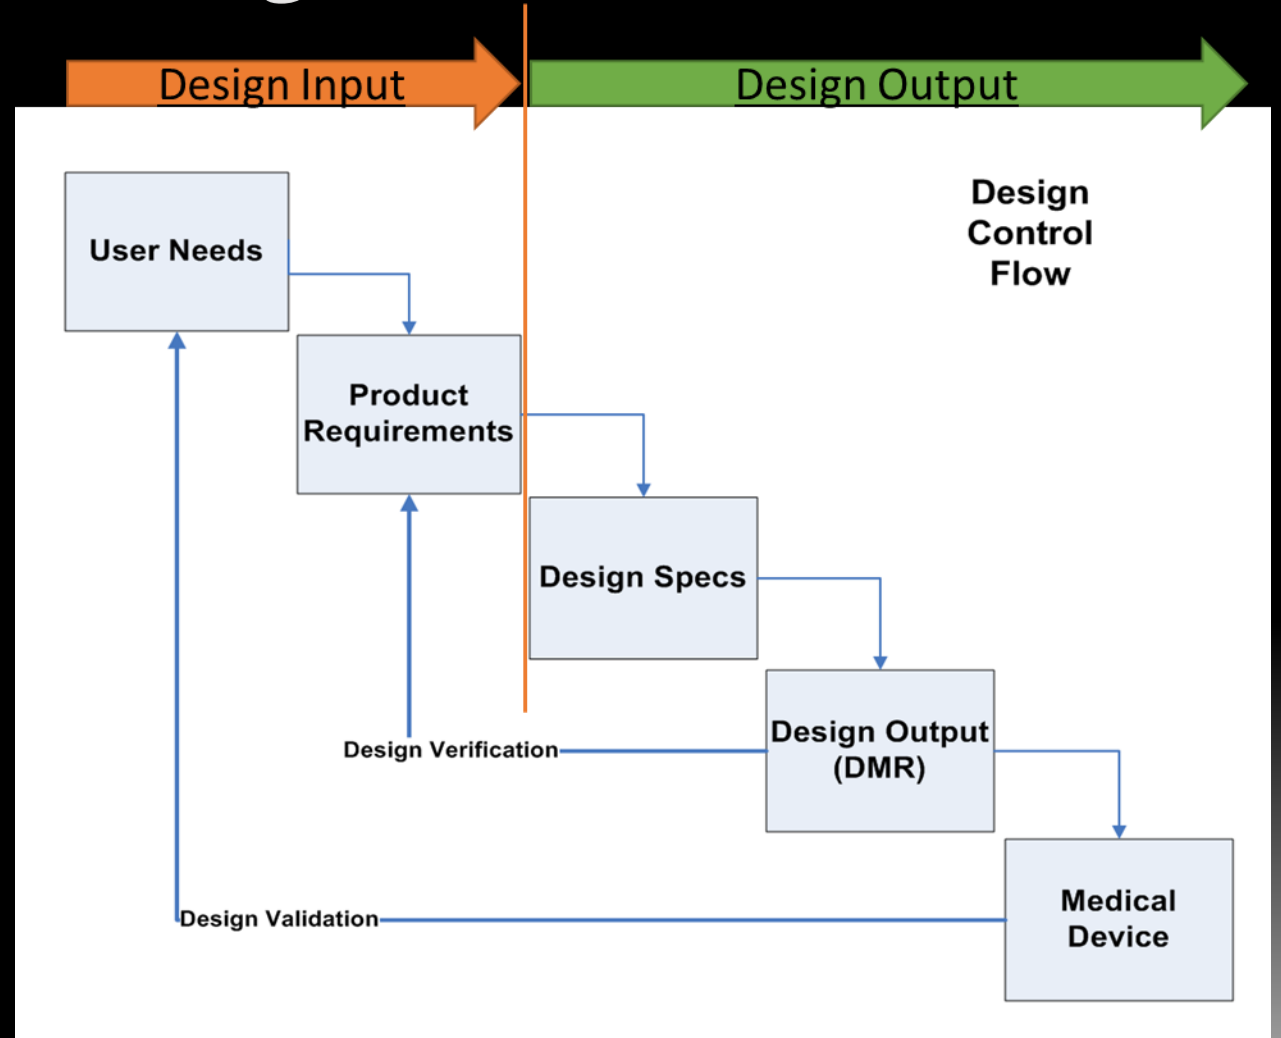 Design Input
Design Output
Design
Control
Flow
User Needs
Product
Requirements
Design Specs
Design Output
(DMR)
Design Verification
Medical
Device
Design Validation